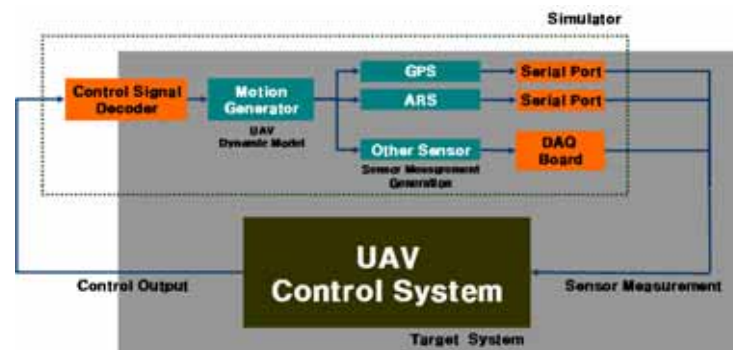 Simulator
Control Signal
Decoder
Motion
Generator
UAV
Dynamic Model
GPS
Serial Port
ARS
Serial Port
Other Sensor
Sensor Measurement
Generation
DAQ
Board
UAV
Control System
Control Output
Sensor Measurement
Target System